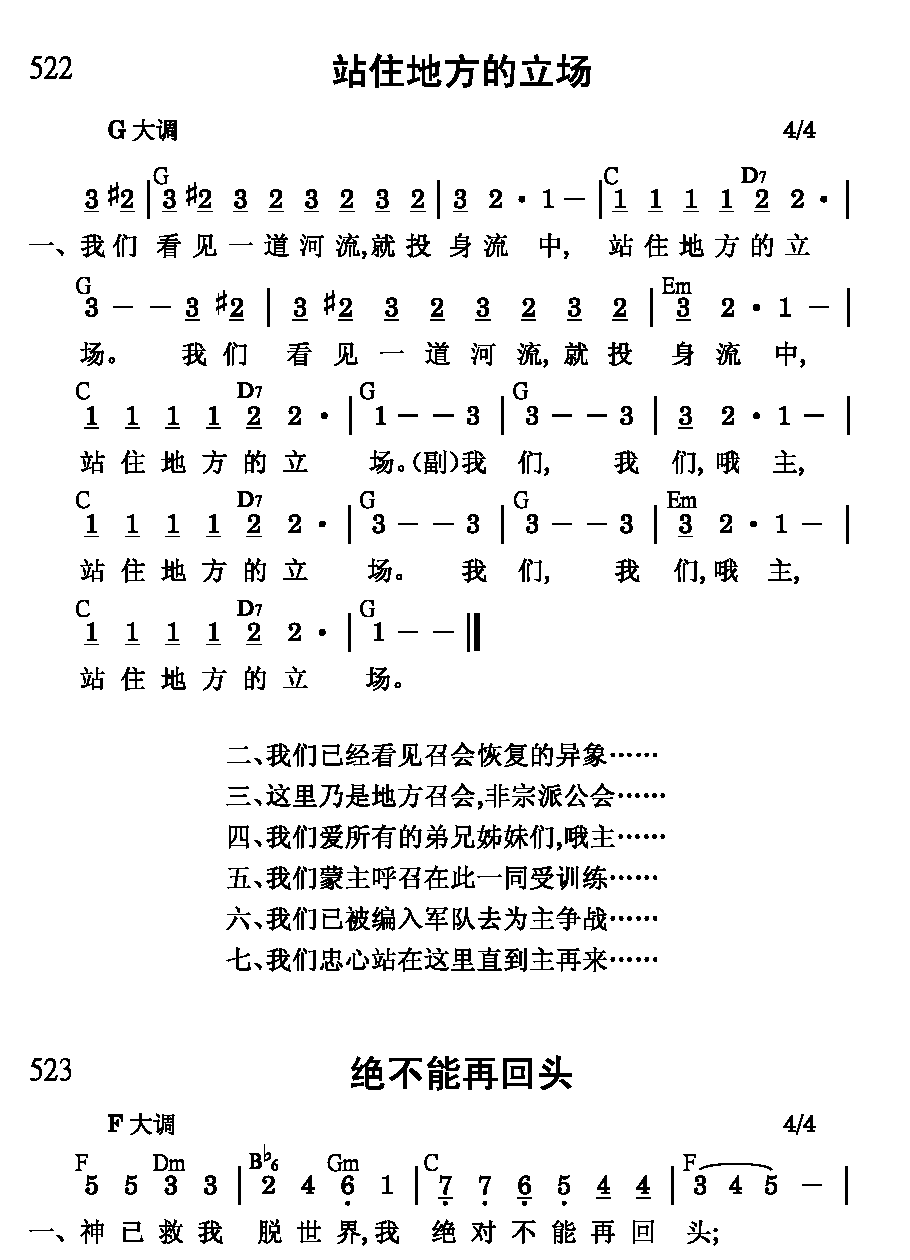 522 站住地方的立场
G 大调 4/4
G C D7
3 #2 | 3 #2 3 2 3 2 3 2 | 3 2 · 1 – | 1 1 1 1 2 2 · |
一、我们 看见一道河流,就投 身流 中, 站住地方的立
G Em
3 – – 3 #2 | 3 #2 3 2 3 2 3 2 | 3 2 · 1 – |
场。 我们 看见一道河流,就投 身流 中,
C D7 G G
1 1 1 1 2 2 · | 1 – – 3 | 3 – – 3 | 3 2 · 1 – |
站住地方的立 场。(副)我 们, 我 们,哦 主,
C D7 G G Em
1 1 1 1 2 2 · | 3 – – 3 | 3 – – 3 | 3 2 · 1 – |
站住地方的立 场。 我 们, 我 们,哦 主,
C D7 G
1 1 1 1 2 2 · | 1 – – ‖
站住地方的立 场。
二、我们已经看见召会恢复的异象……
三、这里乃是地方召会,非宗派公会……
四、我们爱所有的弟兄姊妹们,哦主……
五、我们蒙主呼召在此一同受训练……
六、我们已被编入军队去为主争战……
七、我们忠心站在这里直到主再来……
523 绝不能再回头
F 大调 4/4
F Dm B♭6 Gm C F
5 5 3 3 | 2 4 6 1 | 7 7 6 5 4 4 | 3 4 5 – |
一、神已救我 脱世界,我 绝对不能再回 头;